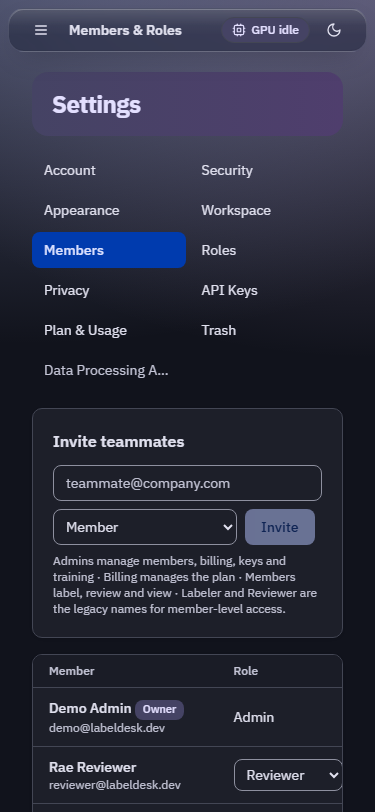 Members & Roles
GPU idle
Settings
Account
Security
Appearance
Workspace
Members
Roles
Privacy
API Keys
Plan & Usage
Trash
Data Processing A...
Invite teammates
teammate@company.com
Member
Invite
Admins manage members, billing, keys and
training · Billing manages the plan · Members
label, review and view · Labeler and Reviewer are
the legacy names for member-level access.
Member
Role
Demo Admin Owner
demo@labeldesk.dev
Admin
Rae Reviewer
reviewer@labeldesk.dev
Reviewer